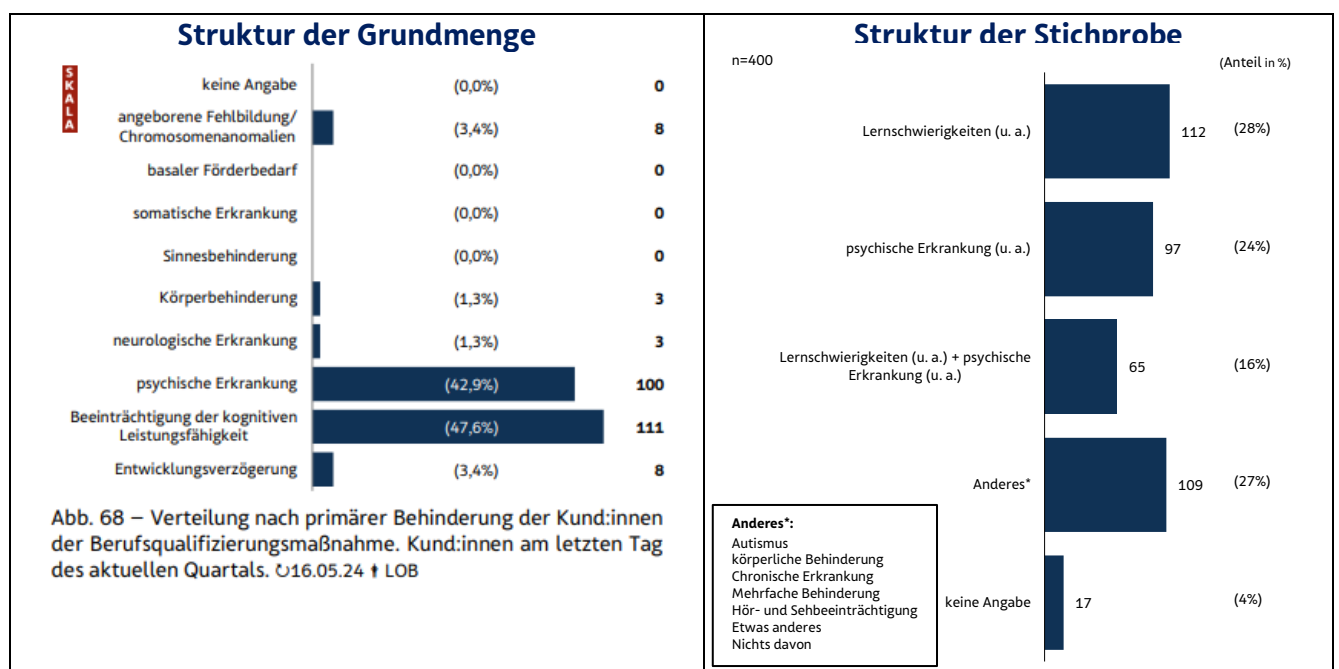 Struktur der Grundmenge
SKALA
keine Angabe (0,0%) 0
angeborene Fehlbildung/
Chromosomenanomalien (3,4%) 8
basaler Förderbedarf (0,0%) 0
somatische Erkrankung (0,0%) 0
Sinnesbehinderung (0,0%) 0
Körperbehinderung (1,3%) 3
neurologische Erkrankung (1,3%) 3
psychische Erkrankung (42,9%) 100
Beeinträchtigung der kognitiven
Leistungsfähigkeit (47,6%) 111
Entwicklungsverzögerung (3,4%) 8
Abb. 68 – Verteilung nach primärer Behinderung der Kund:innen
der Berufsqualifizierungsmaßnahme. Kund:innen am letzten Tag
des aktuellen Quartals. ↻16.05.24 LOB
Struktur der Stichprobe
n=400
(Anteil in %)
Lernschwierigkeiten (u. a.) 112 (28%)
psychische Erkrankung (u. a.) 97 (24%)
Lernschwierigkeiten (u. a.) + psychische
Erkrankung (u. a.) 65 (16%)
Anderes* 109 (27%)
keine Angabe 17 (4%)
Anderes*:
Autismus
körperliche Behinderung
Chronische Erkrankung
Mehrfache Behinderung
Hör- und Sehbeeinträchtigung
Etwas anderes
Nichts davon